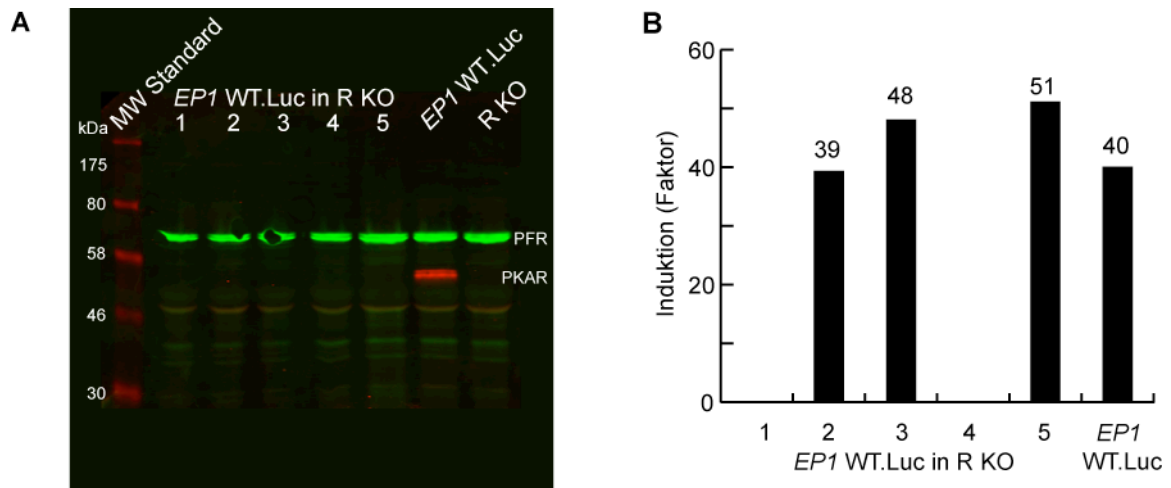 A
MW Standard
EP1 WT.Luc in R KO
1 2 3 4 5
EP1 WT.Luc
R KO
kDa
175
80
58
46
30
PFR
PKAR
B
Induktion (Faktor)
60
40
20
0
39
48
51
40
1 2 3 4 5 EP1
EP1 WT.Luc in R KO WT.Luc